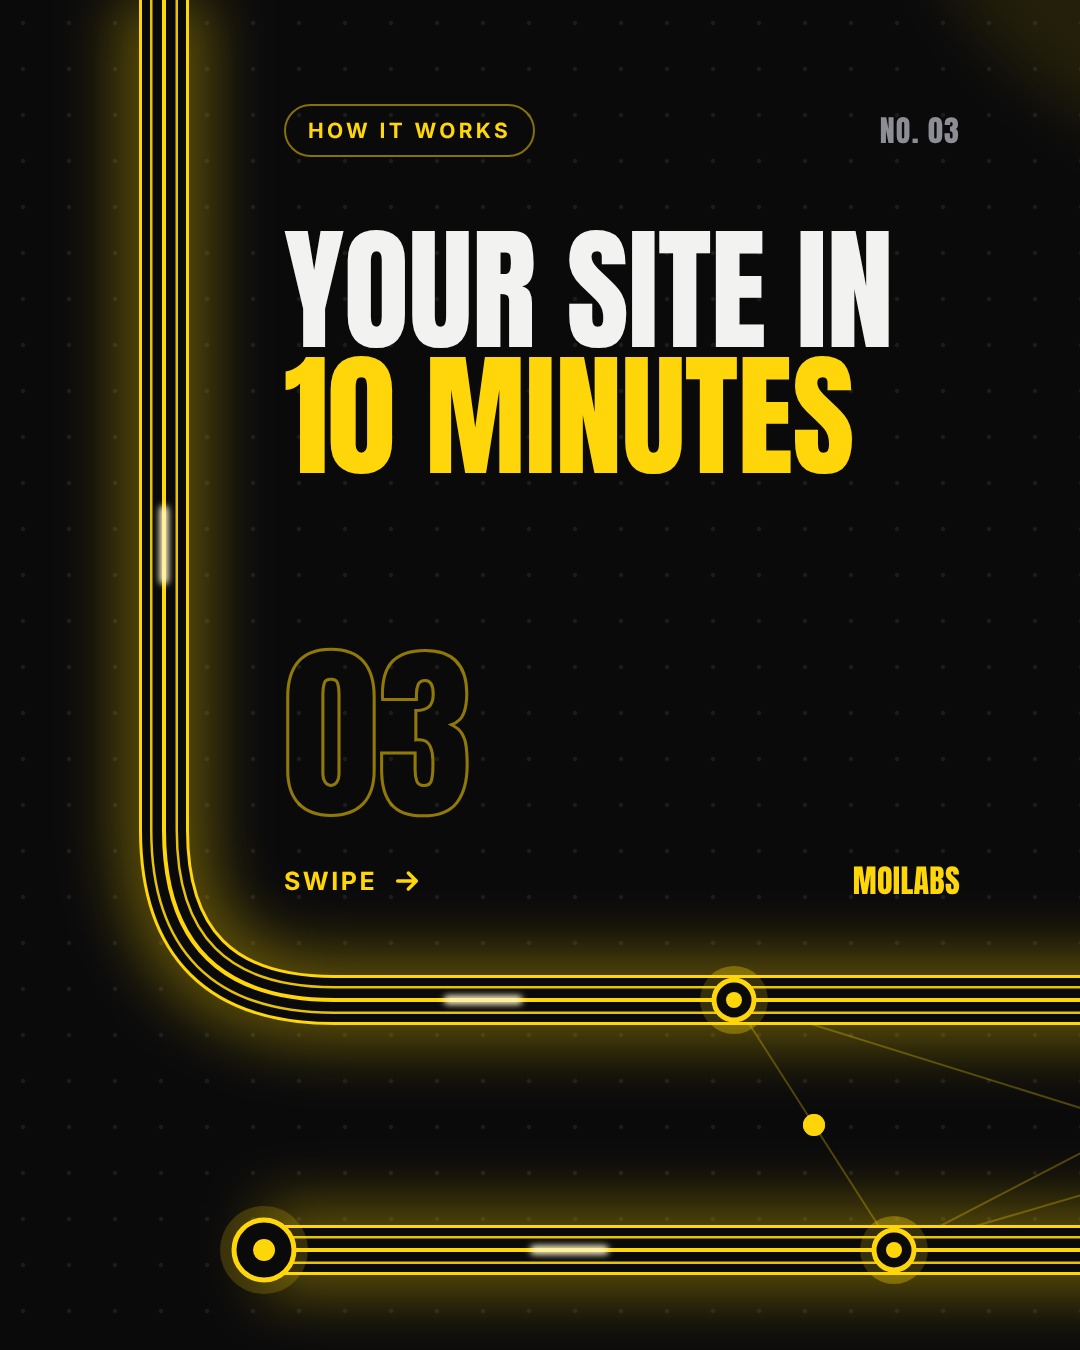 HOW IT WORKS
NO. 03
YOUR SITE IN
10 MINUTES
03
SWIPE →
MOILABS